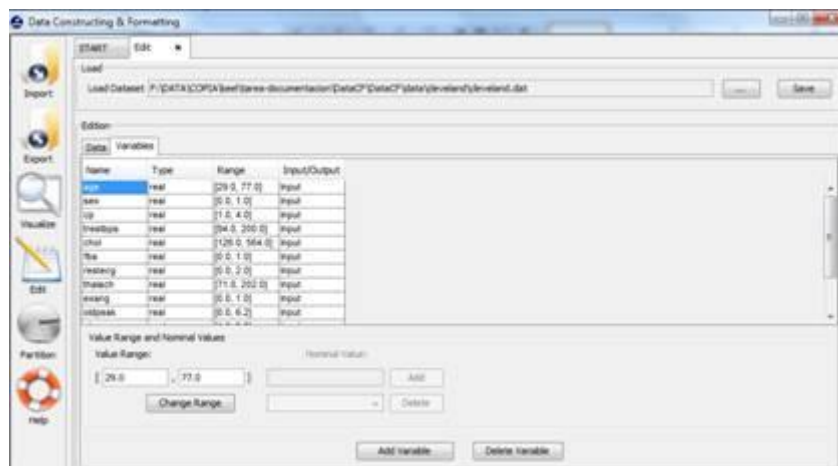 Data Constructing & Formatting
START Edit
Load
Load Dataset
Save
Import
Edition
Data Variables
Export
Name Type Range Input/Output
age real [29.0, 77.0] Input
sex real [0.0, 1.0] Input
cp real [1.0, 4.0] Input
trestbps real [94.0, 200.0] Input
chol real [126.0, 564.0] Input
fbs real [0.0, 1.0] Input
restecg real [0.0, 2.0] Input
thalach real [71.0, 202.0] Input
exang real [0.0, 1.0] Input
oldpeak real [0.0, 6.2] Input
Visualize
Edit
Partition
Help
Value Range and Nominal Values
Value Range: Nominal Value:
[ 29.0 , 77.0 ] Add
Change Range Delete
Add Variable Delete Variable